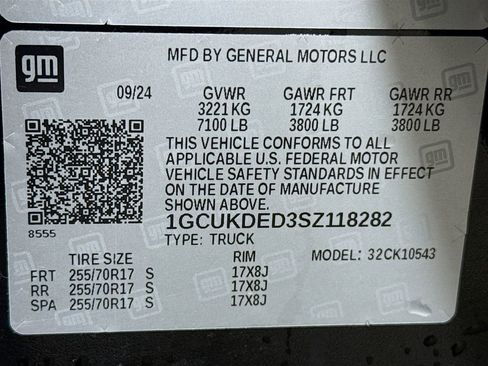 gm
MFD BY GENERAL MOTORS LLC
09/24 GVWR GAWR FRT GAWR RR
3221 KG 1724 KG 1724 KG
7100 LB 3800 LB 3800 LB
THIS VEHICLE CONFORMS TO ALL
APPLICABLE U.S. FEDERAL MOTOR
VEHICLE SAFETY STANDARDS IN EFFECT
ON THE DATE OF MANUFACTURE
SHOWN ABOVE.
8555
1GCUKDED3SZ118282
TYPE: TRUCK MODEL: 32CK10543
TIRE SIZE RIM
FRT 255/70R17 S 17X8J
RR 255/70R17 S 17X8J
SPA 255/70R17 S 17X8J